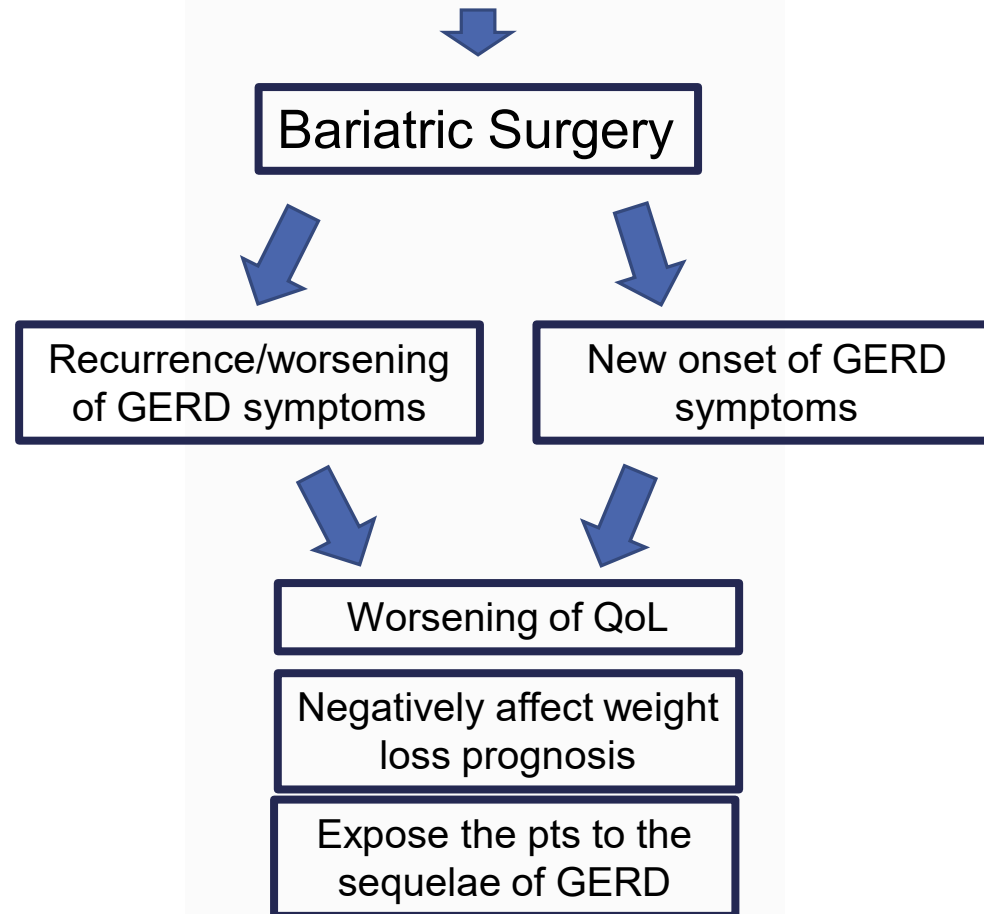 Bariatric Surgery
Recurrence/worsening
of GERD symptoms
New onset of GERD
symptoms
Worsening of QoL
Negatively affect weight
loss prognosis
Expose the pts to the
sequelae of GERD